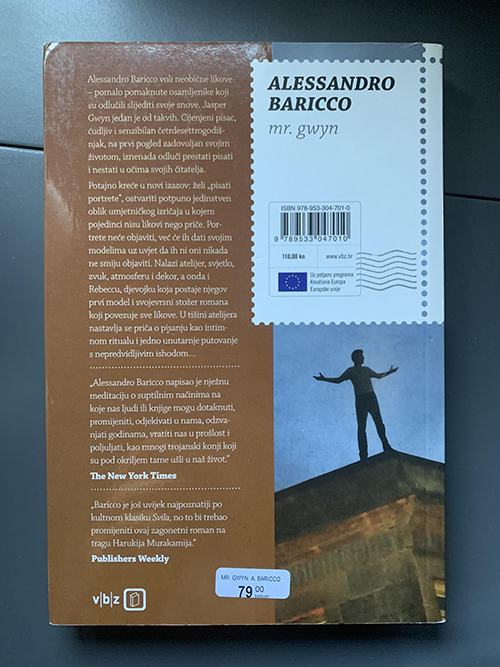 Alessandro Baricco voli neobične likove
– pomalo pomaknute osamljenike koji
su odlučili slijediti svoje snove. Jasper
Gwyn jedan je od takvih. Cijenjeni pisac,
ćudljiv i senzibilan četrdesettrogodiš-
njak, na prvi pogled zadovoljan svojim
životom, iznenada odluči prestati pisati
i nestati u očima svojih čitatelja.
Potajno kreće u novi izazov: želi „pisati
portrete”, ostvariti potpuno jedinstven
oblik umjetničkog izričaja u kojem
pojedinci nisu likovi nego priče. Por-
trete neće objaviti, već će ih dati svojim
modelima uz uvjet da ih ni oni nikada
ne smiju objaviti. Nalazi atelijer, svjetlo,
zvuk, atmosferu i dekor, a onda i
Rebeccu, djevojku koja postaje njegov
prvi model i svojevrsni stožer romana
koji povezuje sve likove. U tišini atelijera
nastavlja se priča o pisanju kao intim-
nom ritualu i jedno unutarnje putovanje
s nepredvidljivim ishodom...
„Alessandro Baricco napisao je nježnu
meditaciju o suptilnim načinima na
koje nas ljudi ili knjige mogu dotaknuti,
promijeniti, odjekivati u nama, odzva-
njati godinama, vratiti nas u prošlost i
poljuljati, kao mnogi trojanski konji koji
su pod okriljem tame ušli u naš život.”
The New York Times
„Baricco je još uvijek najpoznatiji po
kultnom klasiku Svila, no to bi trebao
promijeniti ovaj zagonetni roman na
tragu Harukija Murakamija.”
Publishers Weekly
v|b|z
ALESSANDRO
BARICCO
mr. gwyn
ISBN 978-953-304-701-0
9 789533 047010
110,00 kn
www.vbz.hr
Uz potporu programa
Kreativna Europa
Europske unije
MR. GWYN; A. BARICCO
79 00